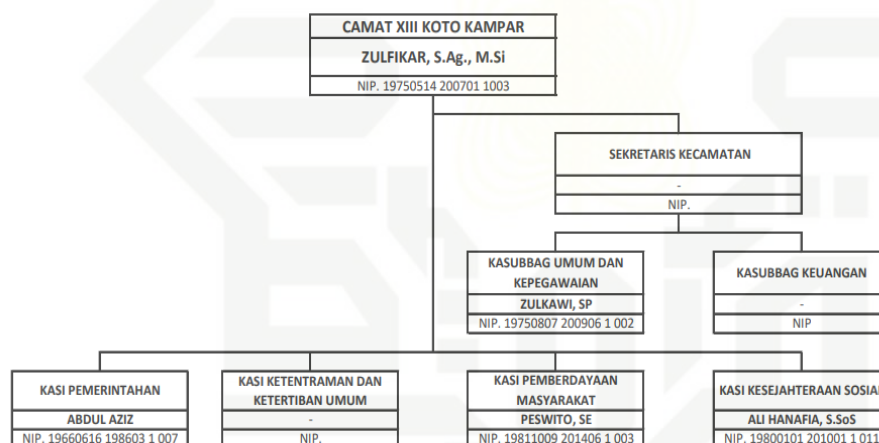 CAMAT XIII KOTO KAMPAR
ZULFIKAR, S.Ag., M.Si
NIP. 19750514 200701 1003
SEKRETARIS KECAMATAN
-
NIP.
KASUBBAG UMUM DAN
KEPEGAWAIAN
ZULKAWI, SP
NIP. 19750807 200906 1 002
KASUBBAG KEUANGAN
-
NIP
KASI PEMERINTAHAN
ABDUL AZIZ
NIP. 19660616 198603 1 007
KASI KETENTRAMAN DAN
KETERTIBAN UMUM
-
NIP.
KASI PEMBERDAYAAN
MASYARAKAT
PESWITO, SE
NIP. 19811009 201406 1 003
KASI KESEJAHTERAAN SOSIAL
ALI HANAFIA, S.SoS
NIP. 19800101 201001 1 011